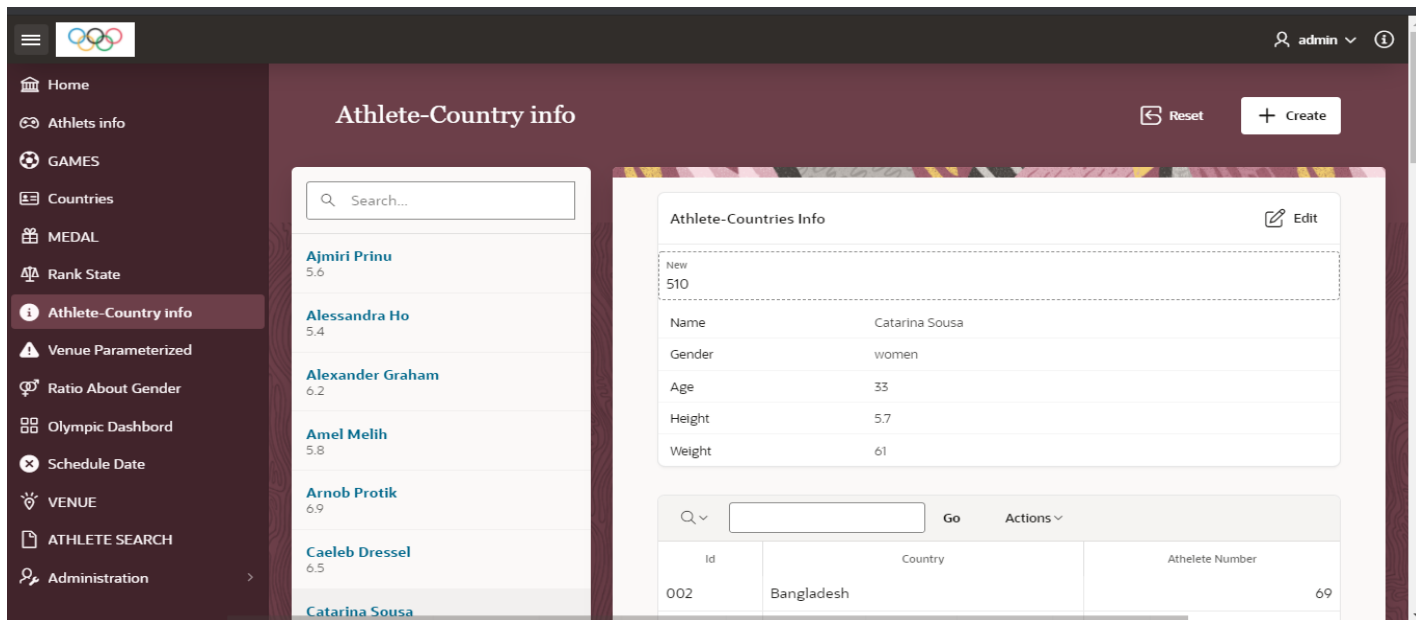 admin
Home
Athlets info
GAMES
Countries
MEDAL
Rank State
Athlete-Country info
Venue Parameterized
Ratio About Gender
Olympic Dashbord
Schedule Date
VENUE
ATHLETE SEARCH
Administration
Athlete-Country info
Reset
Create
Search...
Ajmiri Prinu
5.6
Alessandra Ho
5.4
Alexander Graham
6.2
Amel Melih
5.8
Arnob Protik
6.9
Caeleb Dressel
6.5
Catarina Sousa
Athlete-Countries Info
Edit
New
510
Name Catarina Sousa
Gender women
Age 33
Height 5.7
Weight 61
Go Actions
Id Country Athelete Number
002 Bangladesh 69